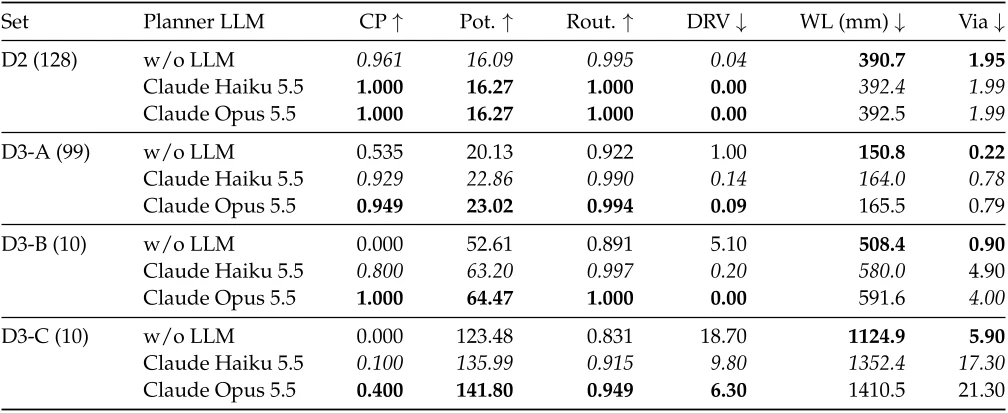 Set Planner LLM CP ↑ Pot. ↑ Rout. ↑ DRV ↓ WL (mm) ↓ Via ↓
D2 (128) w/o LLM 0.961 16.09 0.995 0.04 390.7 1.95
Claude Haiku 5.5 1.000 16.27 1.000 0.00 392.4 1.99
Claude Opus 5.5 1.000 16.27 1.000 0.00 392.5 1.99
D3-A (99) w/o LLM 0.535 20.13 0.922 1.00 150.8 0.22
Claude Haiku 5.5 0.929 22.86 0.990 0.14 164.0 0.78
Claude Opus 5.5 0.949 23.02 0.994 0.09 165.5 0.79
D3-B (10) w/o LLM 0.000 52.61 0.891 5.10 508.4 0.90
Claude Haiku 5.5 0.800 63.20 0.997 0.20 580.0 4.90
Claude Opus 5.5 1.000 64.47 1.000 0.00 591.6 4.00
D3-C (10) w/o LLM 0.000 123.48 0.831 18.70 1124.9 5.90
Claude Haiku 5.5 0.100 135.99 0.915 9.80 1352.4 17.30
Claude Opus 5.5 0.400 141.80 0.949 6.30 1410.5 21.30